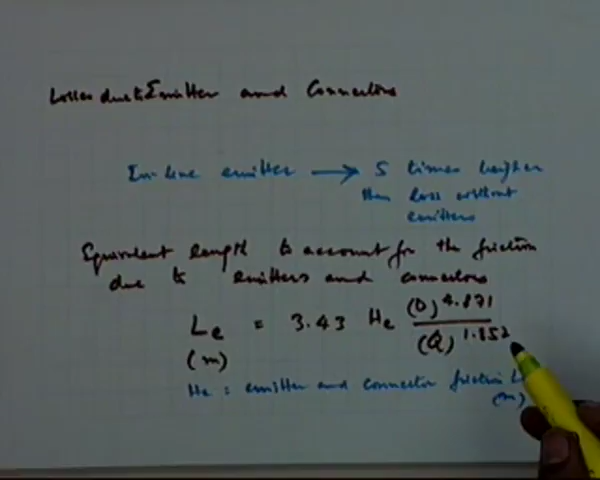 Losses due to Emitter and Connectors
In-line emitter → 5 times higher
than loss without
emitters
Equivalent length to account for the friction
due to emitters and connectors
Le = 3.43 He (D)^4.871 / (Q)^1.852
(m)
He = emitter and connector friction
(m)